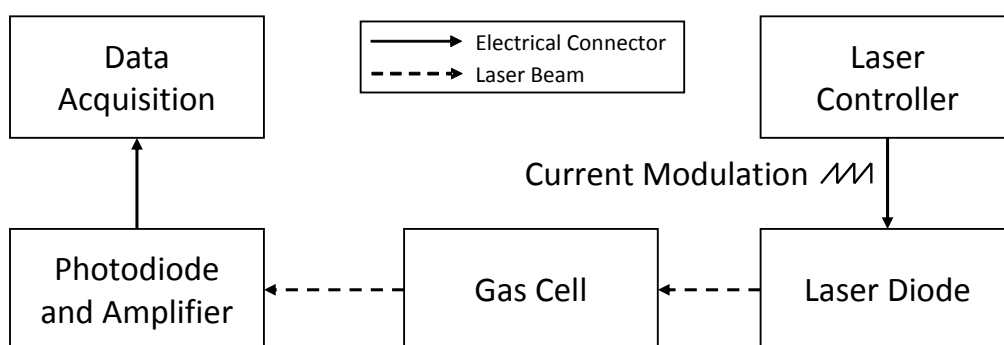 Data
Acquisition
Electrical Connector
Laser Beam
Laser
Controller
Current Modulation
Photodiode
and Amplifier
Gas Cell
Laser Diode